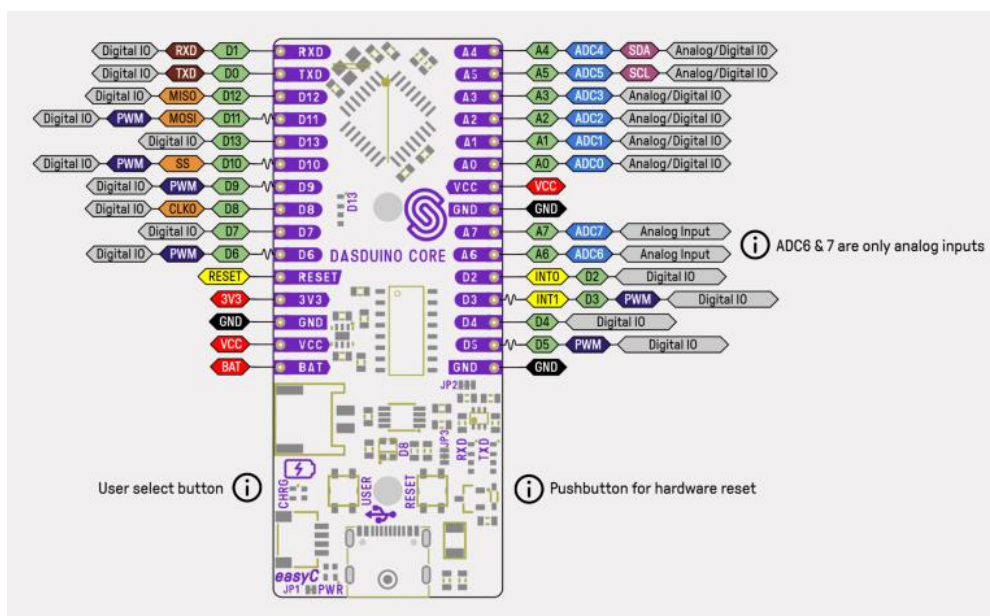 Digital IO RXD D1 RXD A4 A4 ADC4 SDA Analog/Digital IO
Digital IO TXD D0 TXD A5 A5 ADC5 SCL Analog/Digital IO
Digital IO MISO D12 D12 A3 A3 ADC3 Analog/Digital IO
Digital IO PWM MOSI D11 D11 A2 A2 ADC2 Analog/Digital IO
Digital IO D13 D13 A1 A1 ADC1 Analog/Digital IO
Digital IO PWM SS D10 D10 A0 A0 ADC0 Analog/Digital IO
Digital IO PWM D9 D9 D13 VCC VCC
Digital IO CLKO D8 D8 GND GND
Digital IO D7 D7 A7 A7 ADC7 Analog Input
Digital IO PWM D6 D6 DASDUINO CORE A6 A6 ADC6 Analog Input
i ADC6 & 7 are only analog inputs
RESET RESET D2 INT0 D2 Digital IO
3V3 3V3 D3 INT1 D3 PWM Digital IO
GND GND D4 D4 Digital IO
VCC VCC D5 D5 PWM Digital IO
BAT BAT GND GND
JP2
D8 JP3 RXD TXD
User select button i CHRG USER RESET i Pushbutton for hardware reset
easyC
JP1 PWR